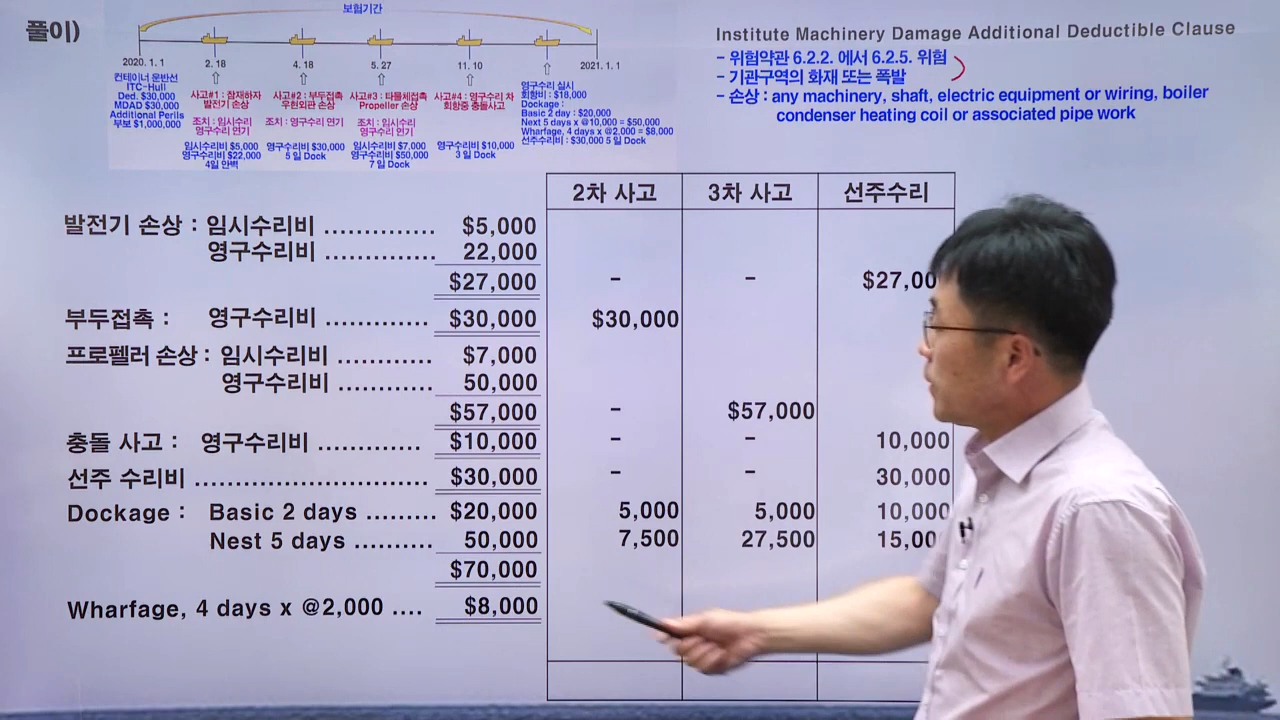 풀이)
보험기간
2020. 1. 1
2. 18
4.18
5. 27
11. 10
2021. 1. 1
컨테이너 운반선
ITC-Hull
Ded. $30,000
MDAD $30,000
Additional Perils
부보 $1,000,000
사고#1 : 잠재하자
발전기 손상
조치 : 임시수리
영구수리 연기
임시수리비 $5,000
영구수리비 $22,000
4일 안벽
사고#2 : 부두접촉
우현외판 손상
조치 : 영구수리 연기
영구수리비 $30,000
5 일 Dock
사고#3 : 타물체접촉
Propeller 손상
조치 : 임시수리
영구수리 연기
임시수리비 $7,000
영구수리비 $50,000
7 일 Dock
사고#4 : 영구수리 차
회항중 충돌사고
영구수리비 $10,000
3 일 Dock
영구수리 실시
회항비 : $18,000
Dockage :
Basic 2 day : $20,000
Next 5 days x @10,000 = $50,000
Wharfage, 4 days x @2,000 = $8,000
선주수리비 : $30,000 5 일 Dock
Institute Machinery Damage Additional Deductible Clause
- 위험약관 6.2.2. 에서 6.2.5. 위험
- 기관구역의 화재 또는 폭발
- 손상 : any machinery, shaft, electric equipment or wiring, boiler
condenser heating coil or associated pipe work
2차 사고 3차 사고 선주수리
발전기 손상 : 임시수리비 ............. $5,000
영구수리비 ............. 22,000
$27,000 - - $27,00
부두접촉 : 영구수리비 ............. $30,000 $30,000
프로펠러 손상 : 임시수리비 ............ $7,000
영구수리비 ............ 50,000
$57,000 - $57,000
충돌 사고 : 영구수리비 ............. $10,000 - - 10,000
선주 수리비 ............................. $30,000 - - 30,000
Dockage : Basic 2 days ......... $20,000 5,000 5,000 10,000
Nest 5 days .......... 50,000 7,500 27,500 15,00
$70,000
Wharfage, 4 days x @2,000 .... $8,000